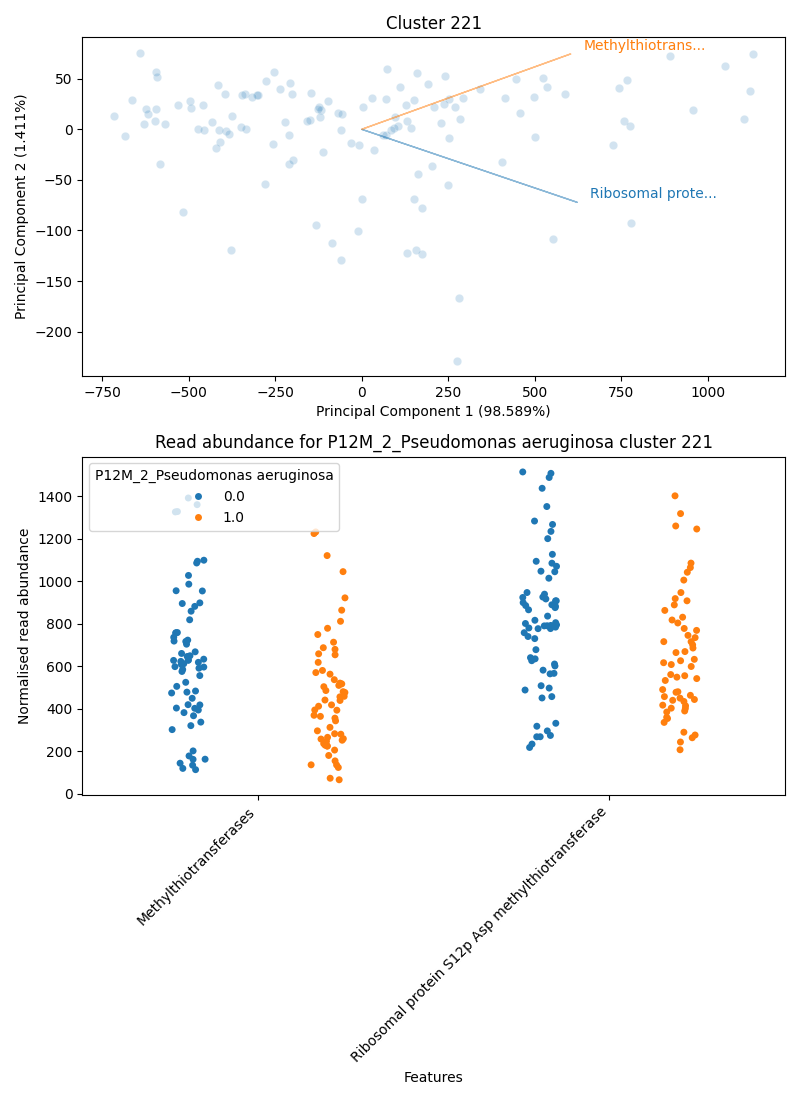 Cluster 221
Methylthiotrans...
Ribosomal prote...
Principal Component 2 (1.411%)
50
0
−50
−100
−150
−200
−750
−500
−250
0
250
500
750
1000
Principal Component 1 (98.589%)
Read abundance for P12M_2_Pseudomonas aeruginosa cluster 221
P12M_2_Pseudomonas aeruginosa
0.0
1.0
Normalised read abundance
1400
1200
1000
800
600
400
200
0
Methylthiotransferases
Ribosomal protein S12p Asp methylthiotransferase
Features